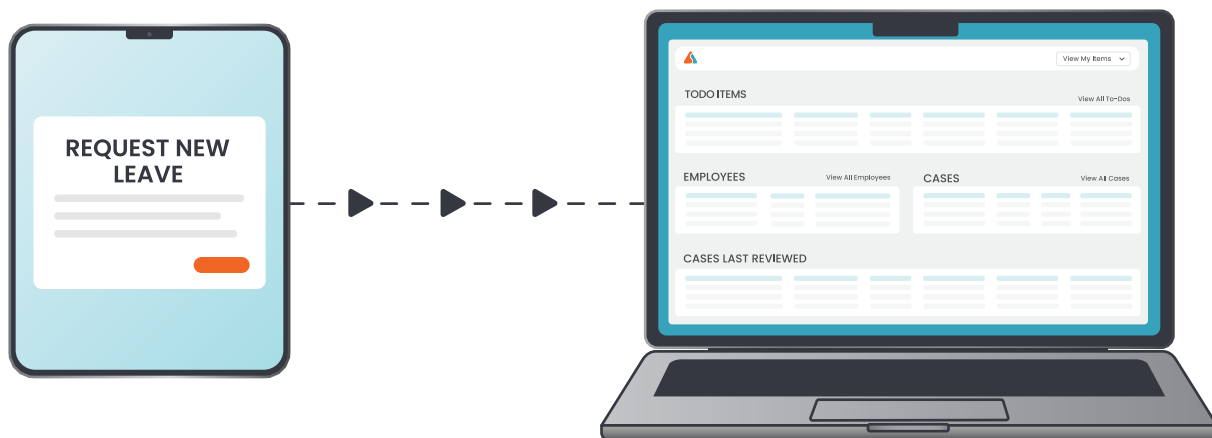 REQUEST NEW
LEAVE
View My Items
TODO ITEMS
View All To-Dos
EMPLOYEES
View All Employees
CASES
View All Cases
CASES LAST REVIEWED